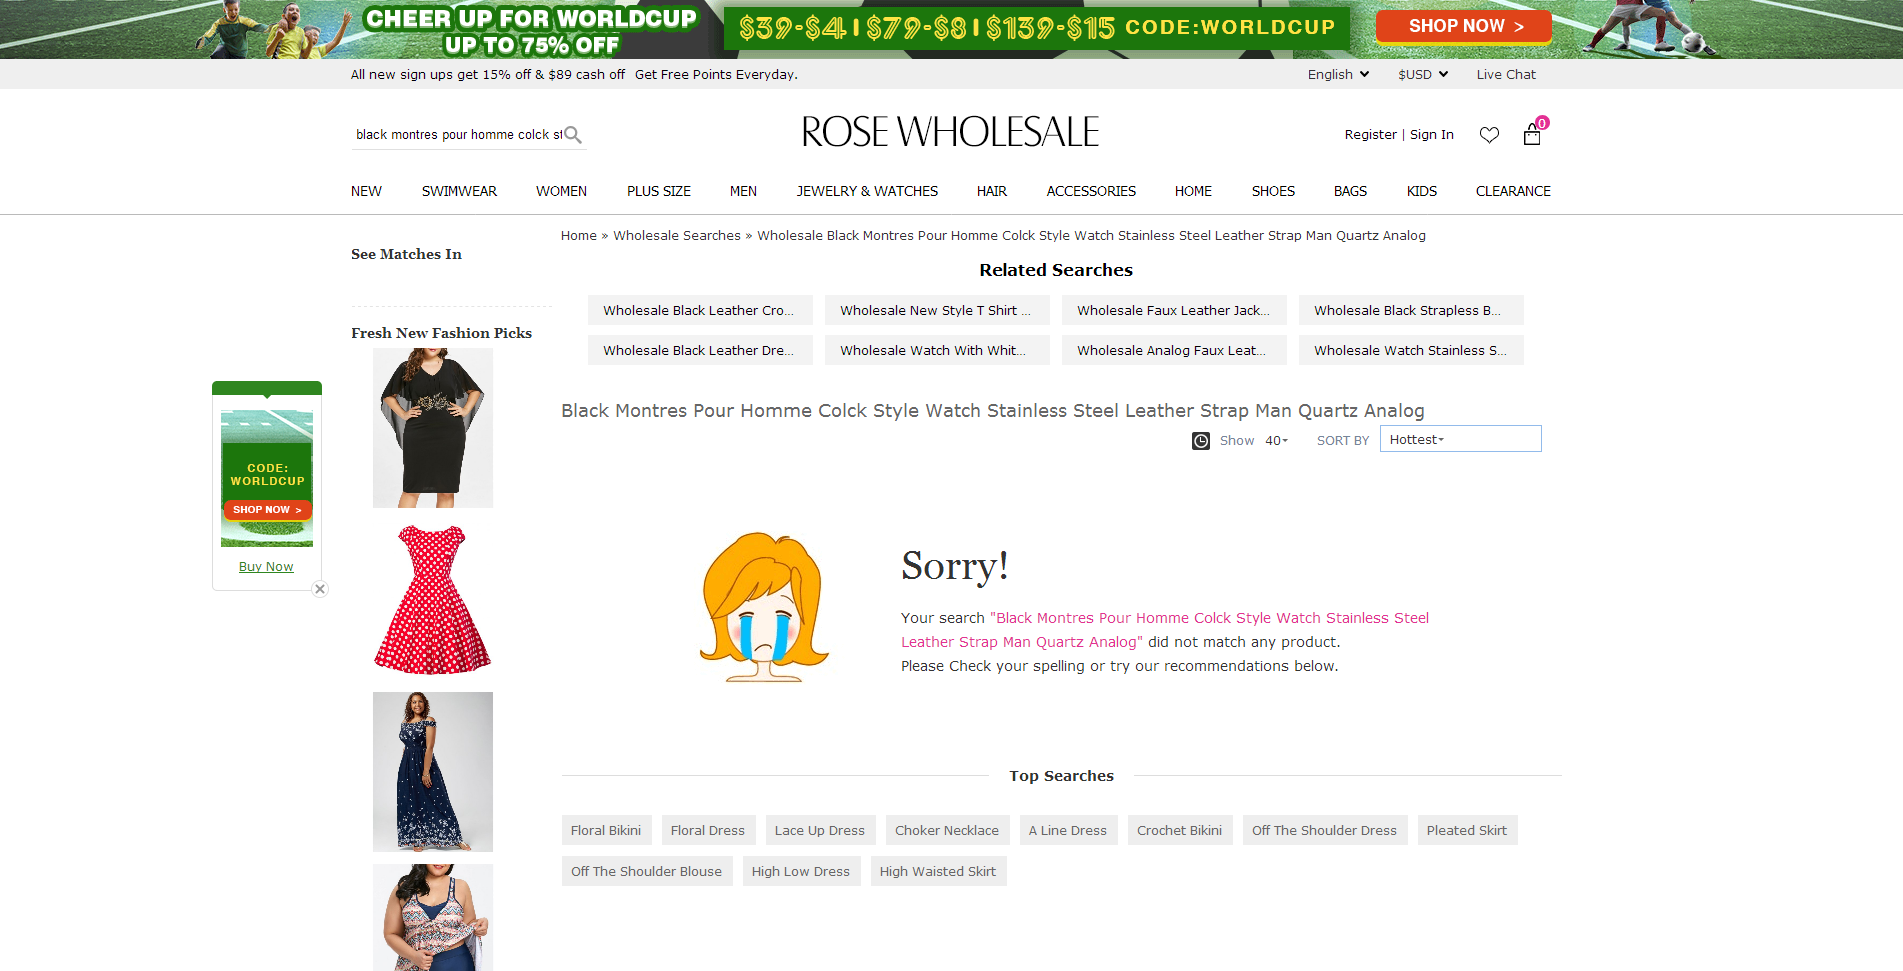 CHEER UP FOR WORLDCUP
UP TO 75% OFF
$39-$4 | $79-$8 | $139-$15 CODE:WORLDCUP
SHOP NOW >
All new sign ups get 15% off & $89 cash off Get Free Points Everyday.
English $USD Live Chat
black montres pour homme colck st
ROSE WHOLESALE
Register | Sign In
0
NEW SWIMWEAR WOMEN PLUS SIZE MEN JEWELRY & WATCHES HAIR ACCESSORIES HOME SHOES BAGS KIDS CLEARANCE
Home » Wholesale Searches » Wholesale Black Montres Pour Homme Colck Style Watch Stainless Steel Leather Strap Man Quartz Analog
See Matches In
Related Searches
Wholesale Black Leather Cro... Wholesale New Style T Shirt ... Wholesale Faux Leather Jack... Wholesale Black Strapless B...
Fresh New Fashion Picks
Wholesale Black Leather Dre... Wholesale Watch With Whit... Wholesale Analog Faux Leat... Wholesale Watch Stainless S...
Black Montres Pour Homme Colck Style Watch Stainless Steel Leather Strap Man Quartz Analog
Show 40 SORT BY Hottest
CODE:
WORLDCUP
SHOP NOW >
Buy Now
Sorry!
Your search "Black Montres Pour Homme Colck Style Watch Stainless Steel
Leather Strap Man Quartz Analog" did not match any product.
Please Check your spelling or try our recommendations below.
Top Searches
Floral Bikini Floral Dress Lace Up Dress Choker Necklace A Line Dress Crochet Bikini Off The Shoulder Dress Pleated Skirt
Off The Shoulder Blouse High Low Dress High Waisted Skirt